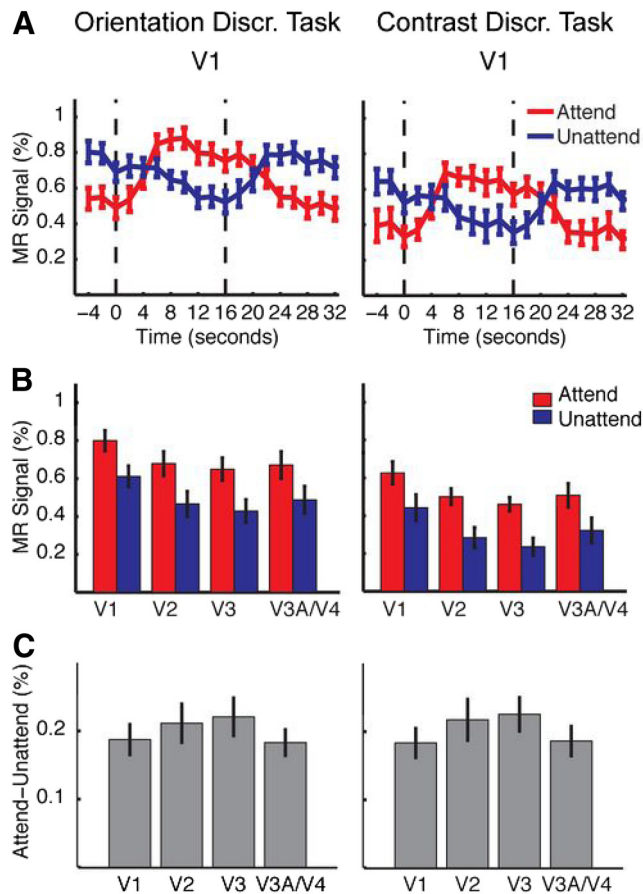 A
Orientation Discr. Task
Contrast Discr. Task
V1
V1
MR Signal (%)
1
0.8
0.6
0.4
0.2
Attend
Unattend
−4 0 4 8 12 16 20 24 28 32
−4 0 4 8 12 16 20 24 28 32
Time (seconds)
Time (seconds)
B
MR Signal (%)
1
0.8
0.6
0.4
0.2
Attend
Unattend
V1 V2 V3 V3A/V4
V1 V2 V3 V3A/V4
C
Attend−Unattend (%)
0.2
0.1
V1 V2 V3 V3A/V4
V1 V2 V3 V3A/V4